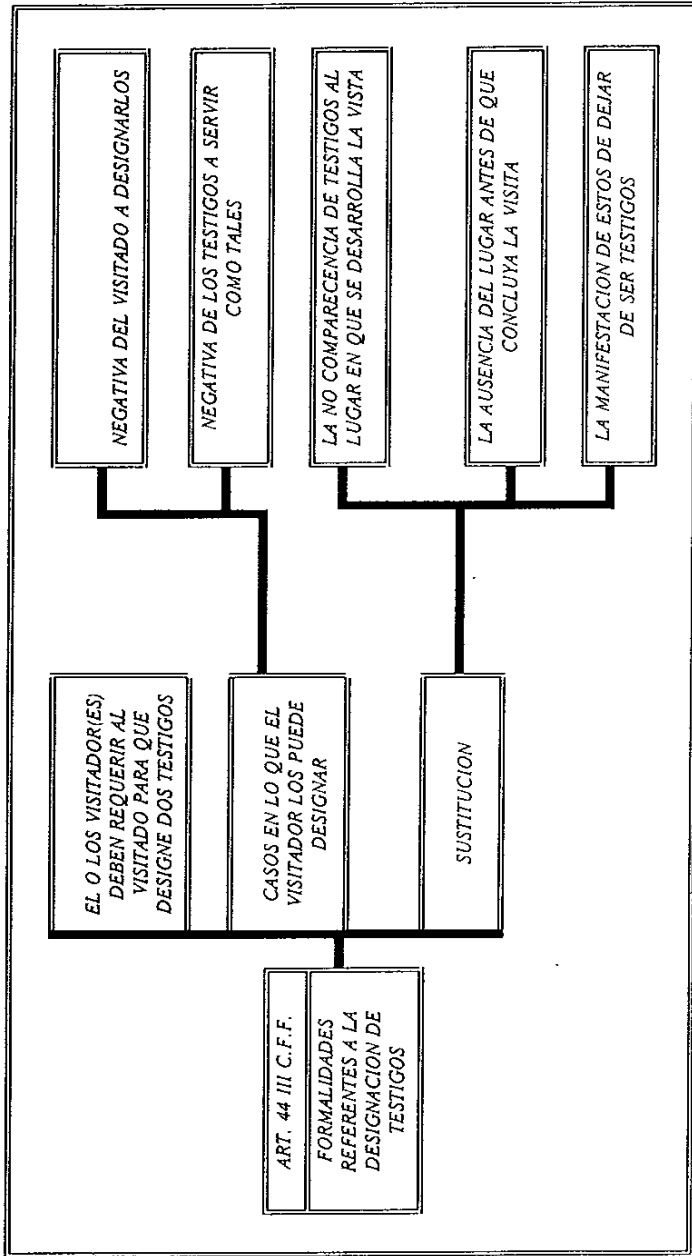 ART. 44 III C.F.F.
FORMALIDADES
REFERENTES A LA
DESIGNACION DE
TESTIGOS
EL O LOS VISITADOR(ES)
DEBEN REQUERIR AL
VISITADO PARA QUE
DESIGNE DOS TESTIGOS
CASOS EN LO QUE EL
VISITADOR LOS PUEDE
DESIGNAR
SUSTITUCION
NEGATIVA DEL VISITADO A DESIGNARLOS
NEGATIVA DE LOS TESTIGOS A SERVIR
COMO TALES
LA NO COMPARECENCIA DE TESTIGOS AL
LUGAR EN QUE SE DESARROLLA LA VISTA
LA AUSENCIA DEL LUGAR ANTES DE QUE
CONCLUYA LA VISITA
LA MANIFESTACION DE ESTOS DE DEJAR
DE SER TESTIGOS